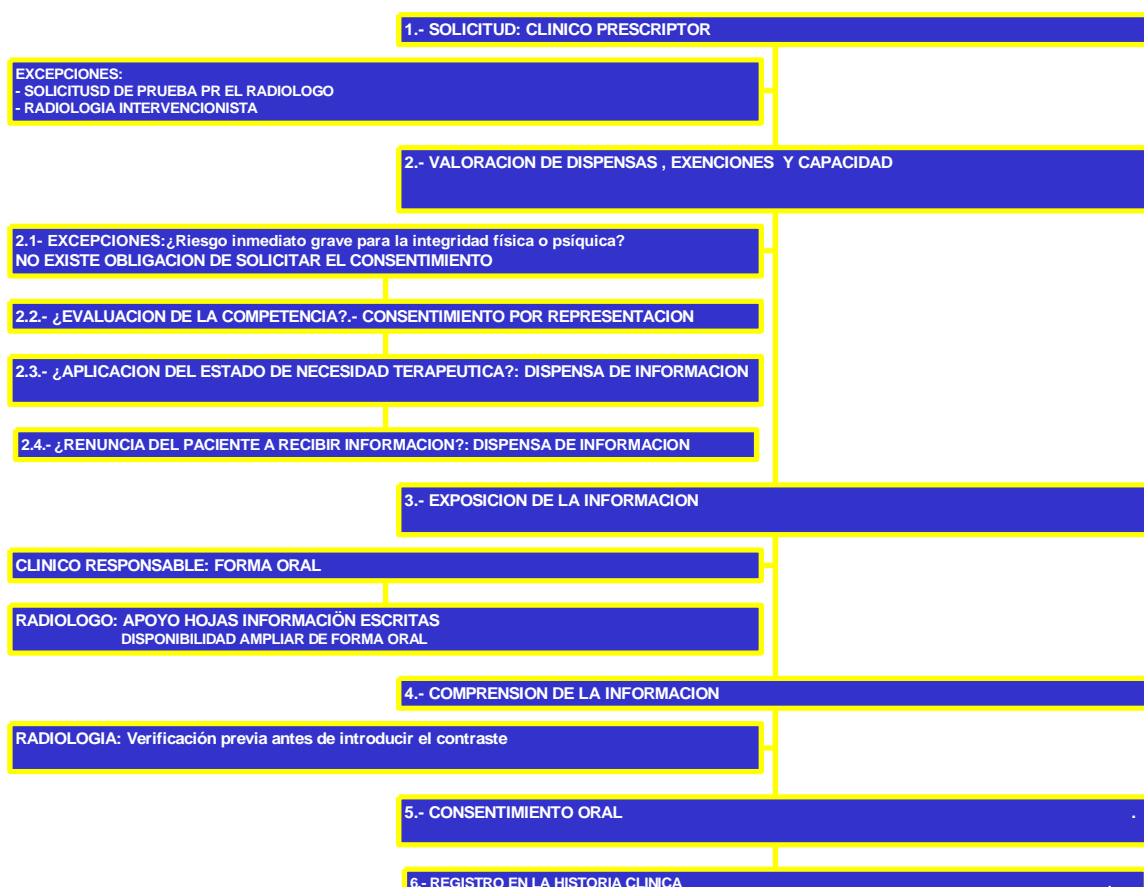 1.- SOLICITUD: CLINICO PRESCRIPTOR
EXCEPCIONES:
- SOLICITUSD DE PRUEBA PR EL RADIOLOGO
- RADIOLOGIA INTERVENCIONISTA
2.- VALORACION DE DISPENSAS , EXENCIONES Y CAPACIDAD
2.1- EXCEPCIONES:¿Riesgo inmediato grave para la integridad física o psíquica?
NO EXISTE OBLIGACION DE SOLICITAR EL CONSENTIMIENTO
2.2.- ¿EVALUACION DE LA COMPETENCIA?.- CONSENTIMIENTO POR REPRESENTACION
2.3.- ¿APLICACION DEL ESTADO DE NECESIDAD TERAPEUTICA?: DISPENSA DE INFORMACION
2.4.- ¿RENUNCIA DEL PACIENTE A RECIBIR INFORMACION?: DISPENSA DE INFORMACION
3.- EXPOSICION DE LA INFORMACION
CLINICO RESPONSABLE: FORMA ORAL
RADIOLOGO: APOYO HOJAS INFORMACIÖN ESCRITAS
DISPONIBILIDAD AMPLIAR DE FORMA ORAL
4.- COMPRENSION DE LA INFORMACION
RADIOLOGIA: Verificación previa antes de introducir el contraste
5.- CONSENTIMIENTO ORAL .
6.- REGISTRO EN LA HISTORIA CLINICA .